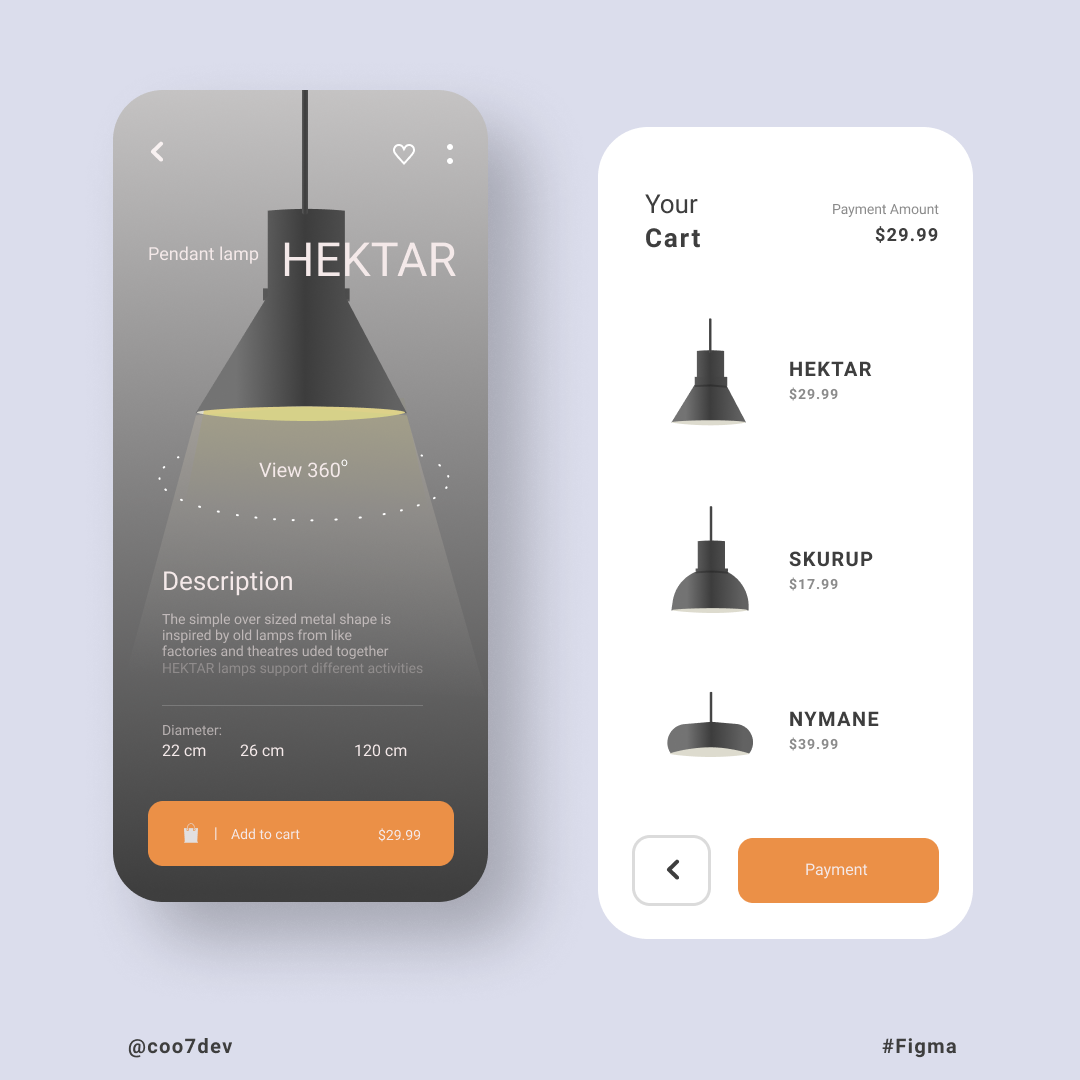 Pendant lamp HEKTAR
View 360°
Description
The simple over sized metal shape is
inspired by old lamps from like
factories and theatres uded together
HEKTAR lamps support different activities
Diameter:
22 cm 26 cm 120 cm
| Add to cart $29.99
Your
Cart
Payment Amount
$29.99
HEKTAR
$29.99
SKURUP
$17.99
NYMANE
$39.99
Payment
@coo7dev
#Figma